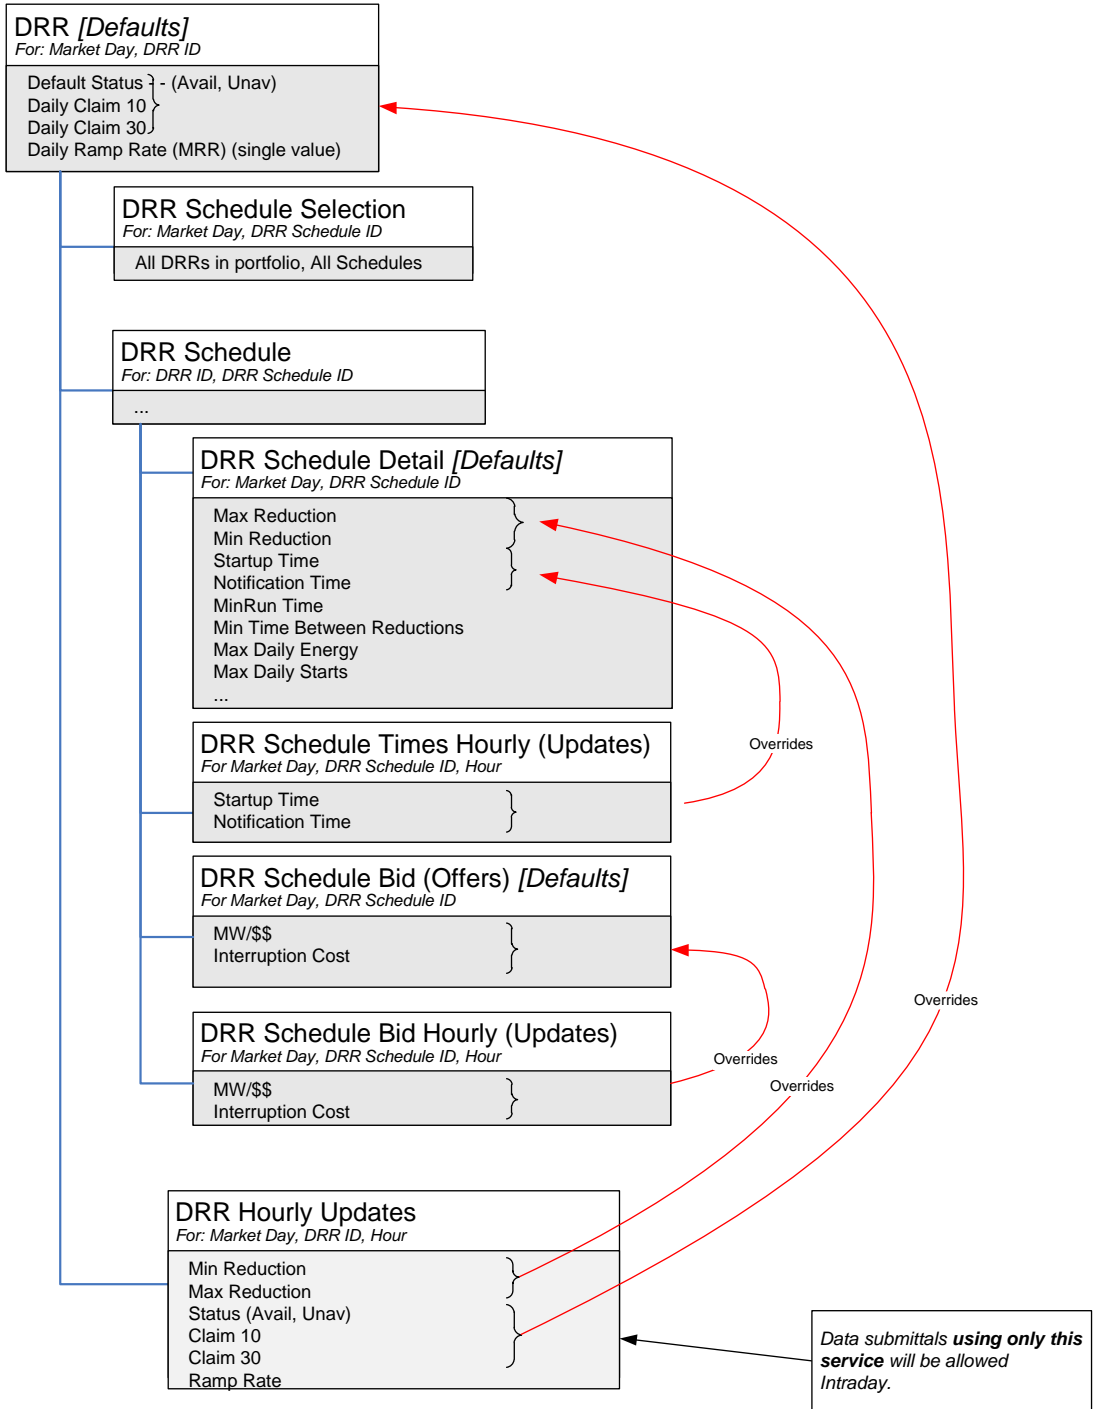 DRR [Defaults]
For: Market Day, DRR ID
Default Status - - (Avail, Unav)
Daily Claim 10
Daily Claim 30
Daily Ramp Rate (MRR) (single value)
DRR Schedule Selection
For: Market Day, DRR Schedule ID
All DRRs in portfolio, All Schedules
DRR Schedule
For: DRR ID, DRR Schedule ID
...
DRR Schedule Detail [Defaults]
For: Market Day, DRR Schedule ID
Max Reduction
Min Reduction
Startup Time
Notification Time
MinRun Time
Min Time Between Reductions
Max Daily Energy
Max Daily Starts
...
DRR Schedule Times Hourly (Updates)
For Market Day, DRR Schedule ID, Hour
Startup Time
Notification Time
Overrides
DRR Schedule Bid (Offers) [Defaults]
For Market Day, DRR Schedule ID
MW/$$
Interruption Cost
DRR Schedule Bid Hourly (Updates)
For Market Day, DRR Schedule ID, Hour
MW/$$
Interruption Cost
Overrides
Overrides
Overrides
DRR Hourly Updates
For: Market Day, DRR ID, Hour
Min Reduction
Max Reduction
Status (Avail, Unav)
Claim 10
Claim 30
Ramp Rate
Data submittals using only this
service will be allowed
Intraday.